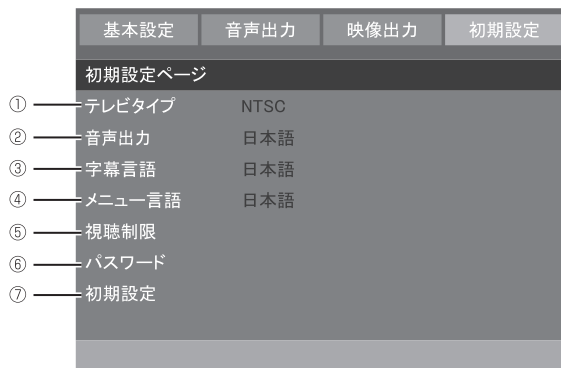 基本設定 音声出力 映像出力 初期設定
初期設定ページ
① テレビタイプ NTSC
② 音声出力 日本語
③ 字幕言語 日本語
④ メニュー言語 日本語
⑤ 視聴制限
⑥ パスワード
⑦ 初期設定